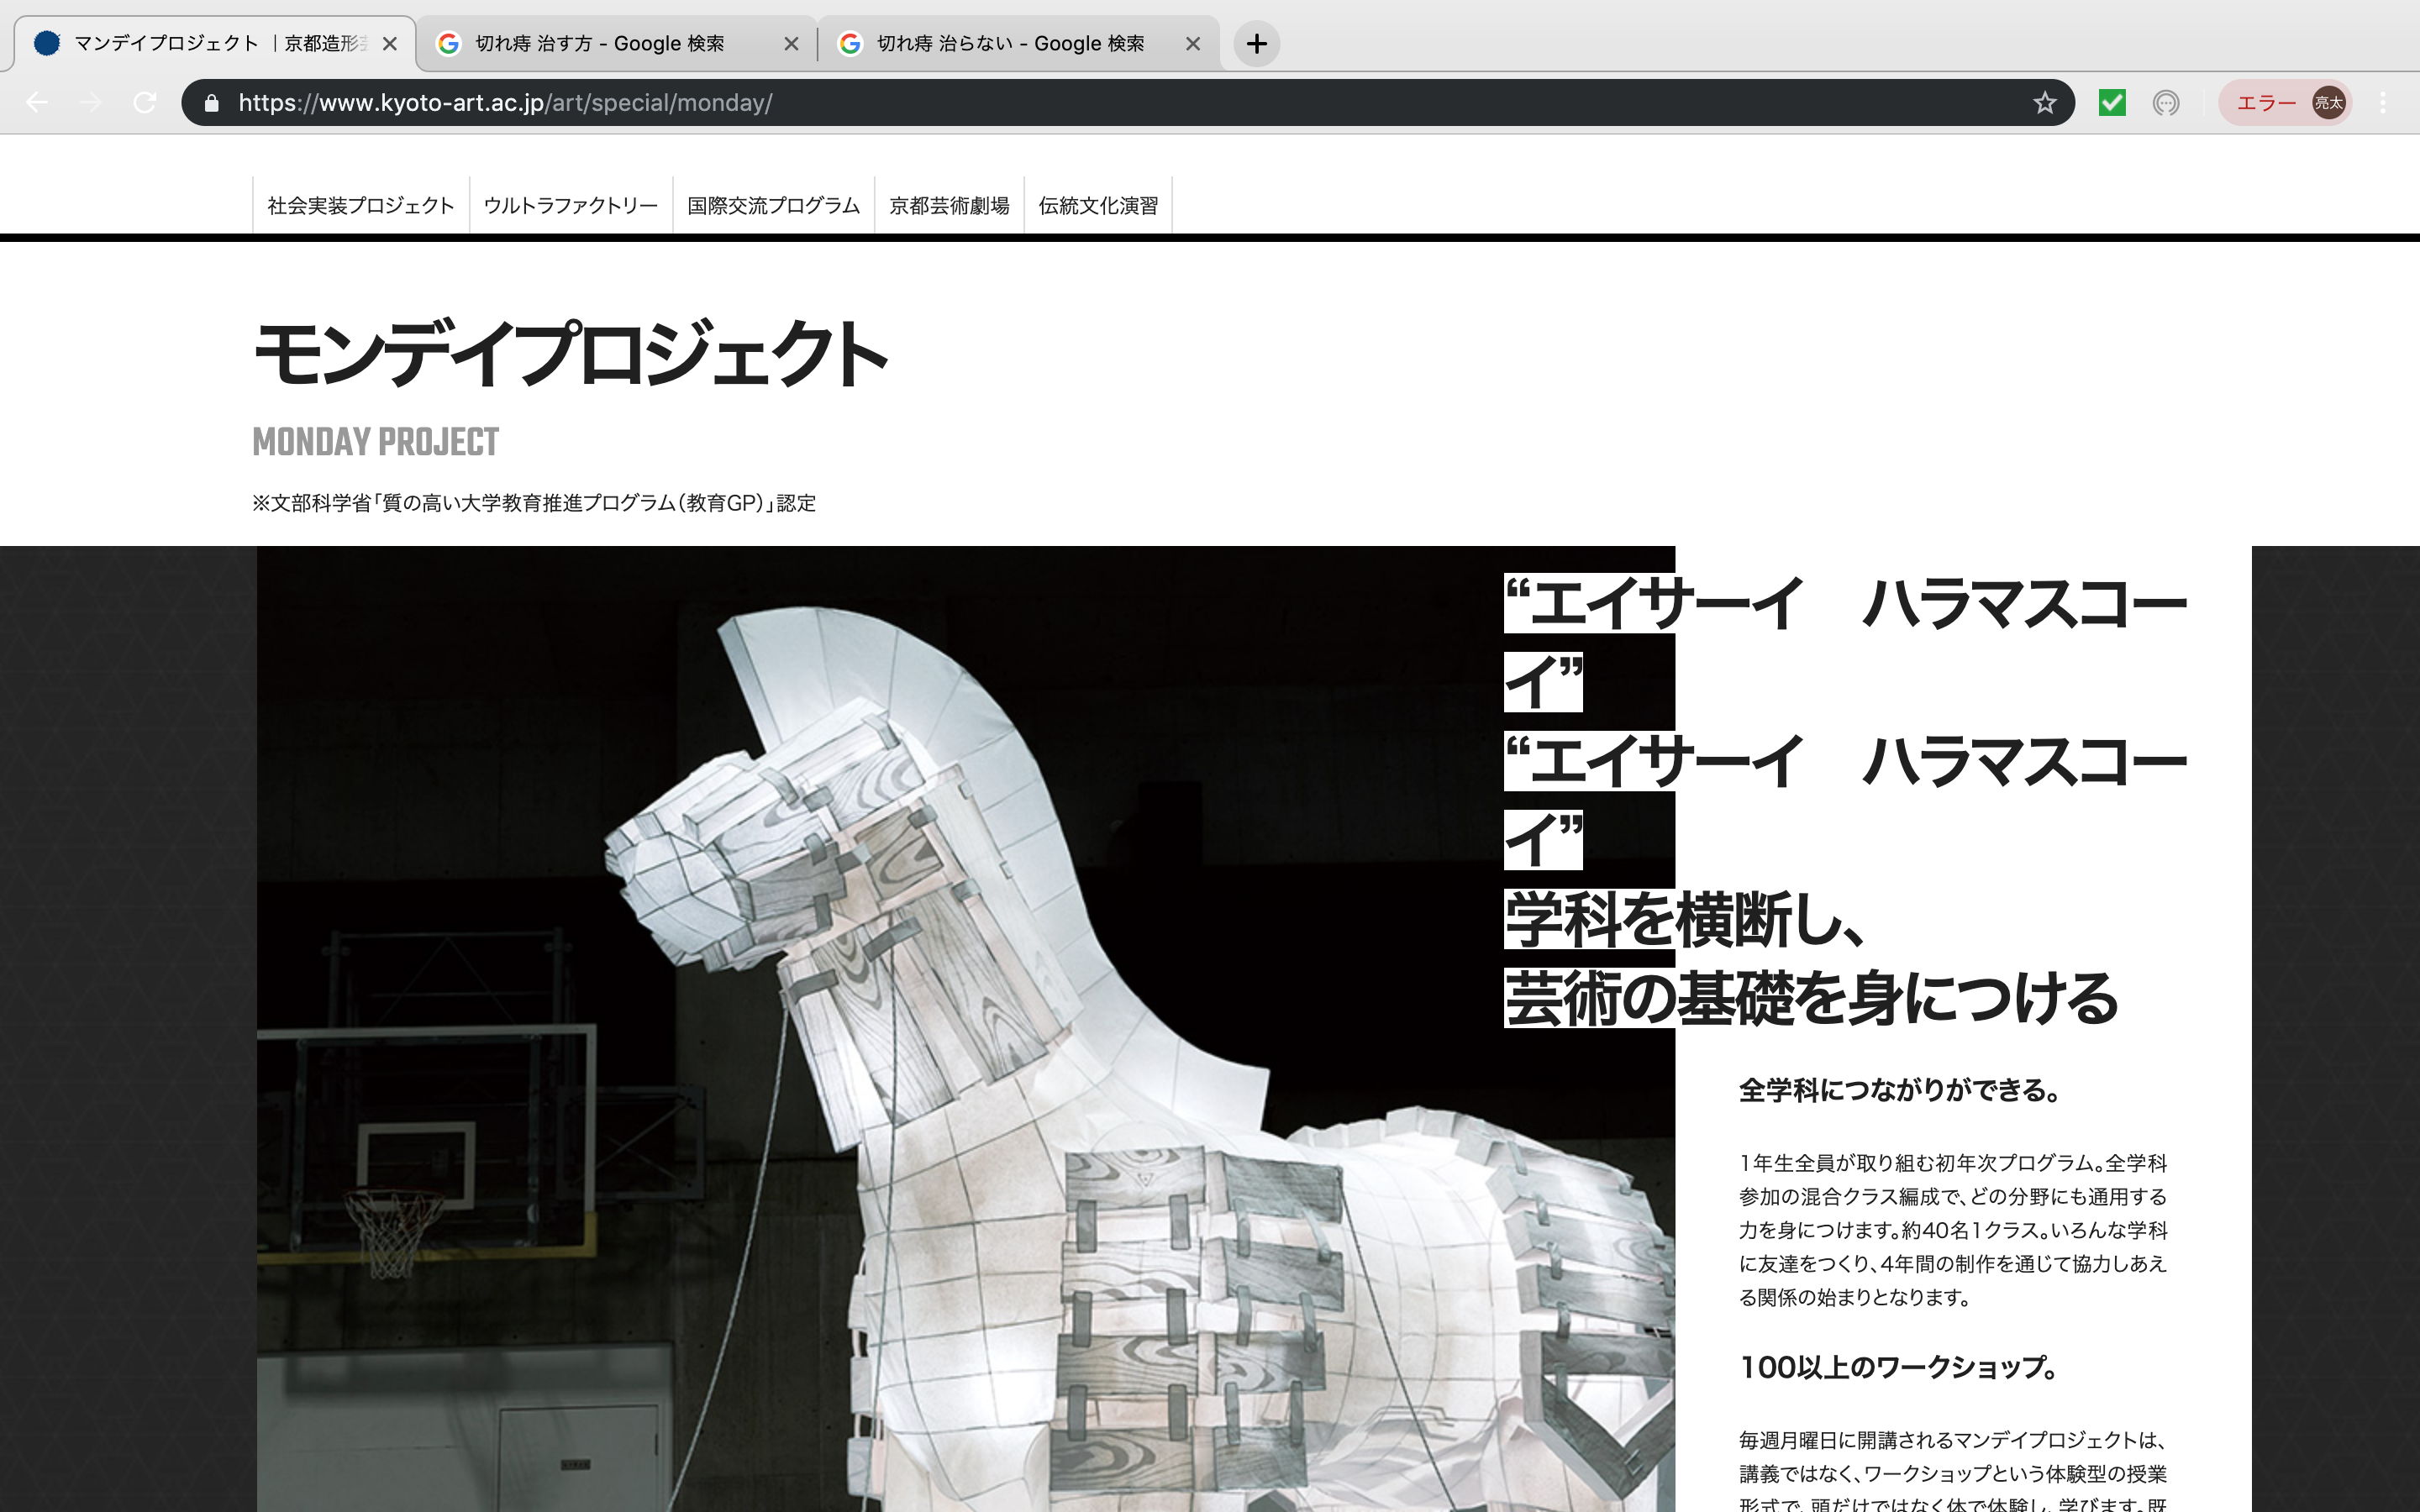 マンデイプロジェクト ｜京都造形
切れ痔 治す方 - Google 検索
切れ痔 治らない - Google 検索
https://www.kyoto-art.ac.jp/art/special/monday/
エラー
亮太
社会実装プロジェクト
ウルトラファクトリー
国際交流プログラム
京都芸術劇場
伝統文化演習
モンデイプロジェクト
MONDAY PROJECT
※文部科学省「質の高い大学教育推進プログラム（教育GP）」認定
“エイサーイ　ハラマスコー
イ”
“エイサーイ　ハラマスコー
イ”
学科を横断し、
芸術の基礎を身につける
全学科につながりができる。
1年生全員が取り組む初年次プログラム。全学科
参加の混合クラス編成で、どの分野にも通用する
力を身につけます。約40名1クラス。いろんな学科
に友達をつくり、4年間の制作を通じて協力しあえ
る関係の始まりとなります。
100以上のワークショップ。
毎週月曜日に開講されるマンデイプロジェクトは、
講義ではなく、ワークショップという体験型の授業
形式で、頭だけではなく体で体験し、学びます。既